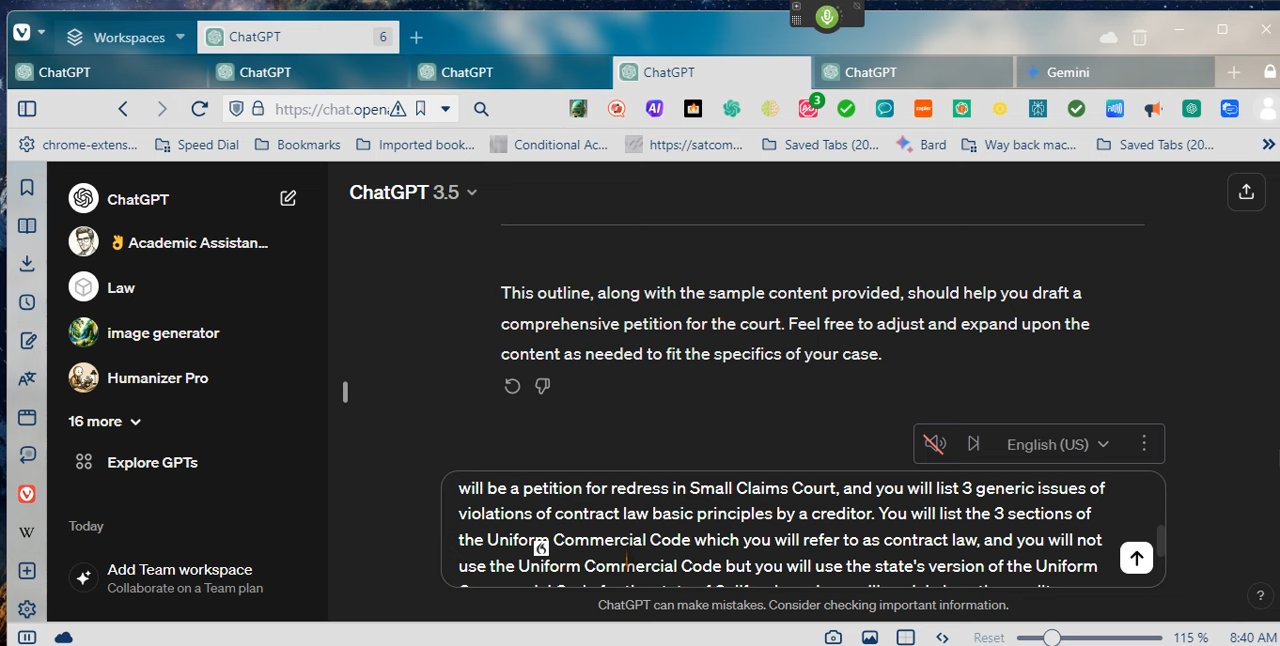 Workspaces
ChatGPT
6
ChatGPT
ChatGPT
ChatGPT
ChatGPT
ChatGPT
Gemini
https://chat.open
3
chrome-extens...
Speed Dial
Bookmarks
Imported book...
Conditional Ac...
https://satcom...
Saved Tabs (20...
Bard
Way back mac...
Saved Tabs (20...
ChatGPT
ChatGPT 3.5
Academic Assistan...
Law
image generator
Humanizer Pro
16 more
Explore GPTs
Today
Add Team workspace
Collaborate on a Team plan
This outline, along with the sample content provided, should help you draft a
comprehensive petition for the court. Feel free to adjust and expand upon the
content as needed to fit the specifics of your case.
English (US)
will be a petition for redress in Small Claims Court, and you will list 3 generic issues of
violations of contract law basic principles by a creditor. You will list the 3 sections of
the Uniform Commercial Code which you will refer to as contract law, and you will not
use the Uniform Commercial Code but you will use the state's version of the Uniform
ChatGPT can make mistakes. Consider checking important information.
?
W
Reset
115 %
8:40 AM